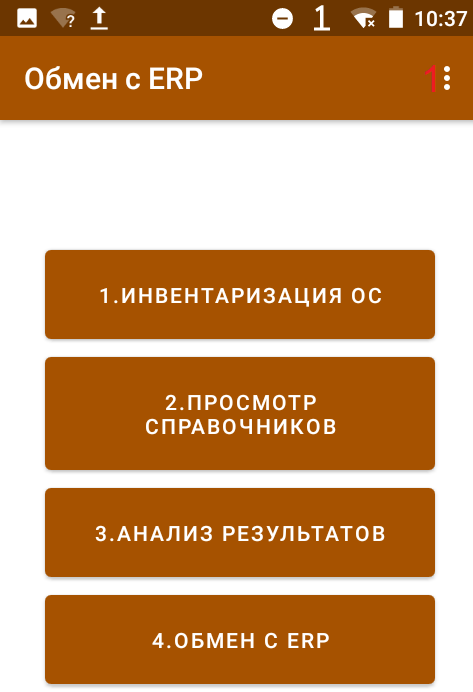 ? 1 10:37
Обмен с ERP 1
1.ИНВЕНТАРИЗАЦИЯ ОС
2.ПРОСМОТР
СПРАВОЧНИКОВ
3.АНАЛИЗ РЕЗУЛЬТАТОВ
4.ОБМЕН С ERP